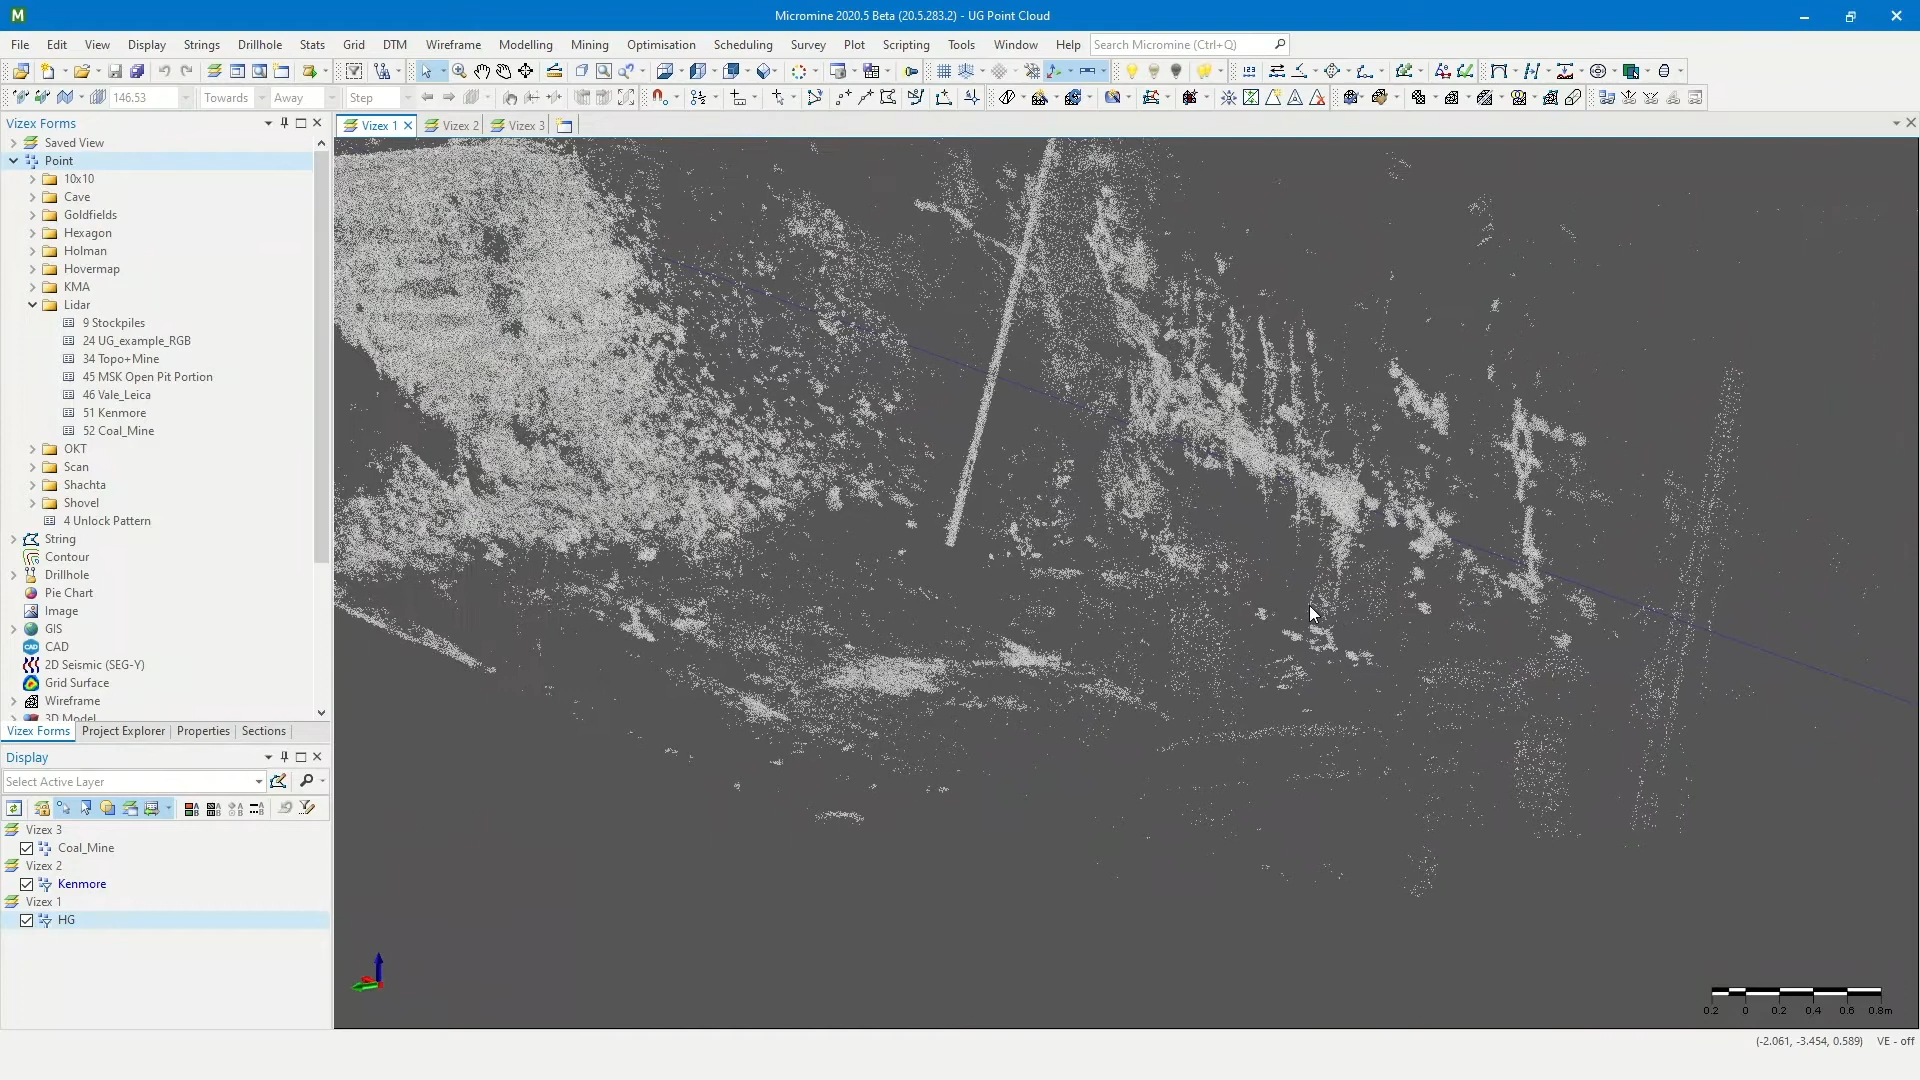 Micromine 2020.5 Beta (20.5.283.2) - UG Point Cloud
File Edit View Display Strings Drillhole Stats Grid DTM Wireframe Modelling Mining Optimisation Scheduling Survey Plot Scripting Tools Window Help Search Micromine (Ctrl+Q)
146.53 Towards Away Step
Vizex Forms
Vizex 1 Vizex 2 Vizex 3
Saved View
Point
10x10
Cave
Goldfields
Hexagon
Holman
Hovermap
KMA
Lidar
9 Stockpiles
24 UG_example_RGB
34 Topo+Mine
45 MSK Open Pit Portion
46 Vale_Leica
51 Kenmore
52 Coal_Mine
OKT
Scan
Shachta
Shovel
4 Unlock Pattern
String
Contour
Drillhole
Pie Chart
Image
GIS
CAD
2D Seismic (SEG-Y)
Grid Surface
Wireframe
3D Model
Vizex Forms Project Explorer Properties Sections
Display
Select Active Layer
Vizex 3
Coal_Mine
Vizex 2
Kenmore
Vizex 1
HG
0.2 0 0.2 0.4 0.6 0.8m
(-2.061, -3.454, 0.589) VE - off